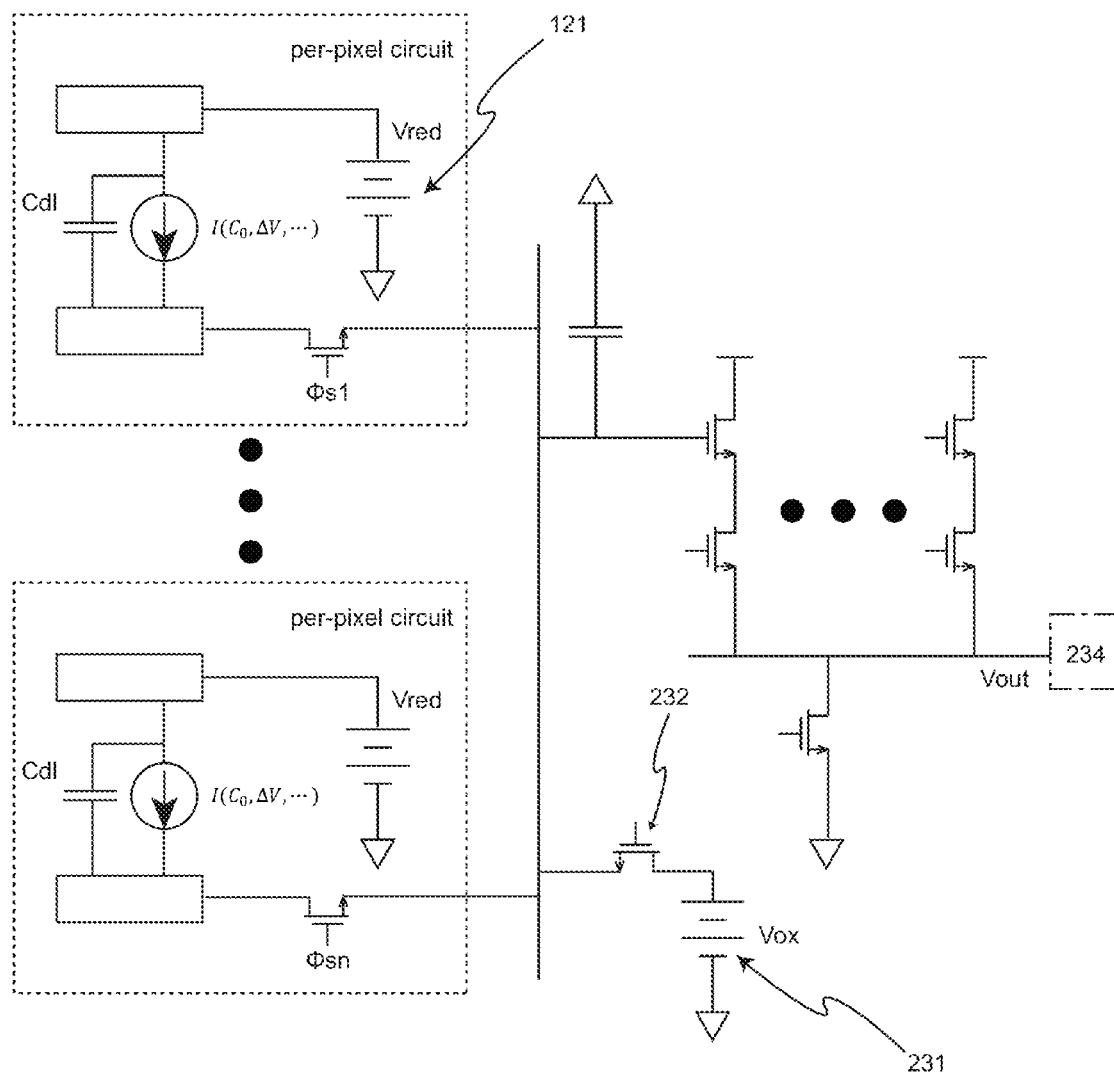 121
per-pixel circuit
Vred
Cdl
I(C₀, ΔV, ⋯)
Φs1
per-pixel circuit
Vred
Cdl
I(C₀, ΔV, ⋯)
Φsn
234
Vout
232
Vox
231